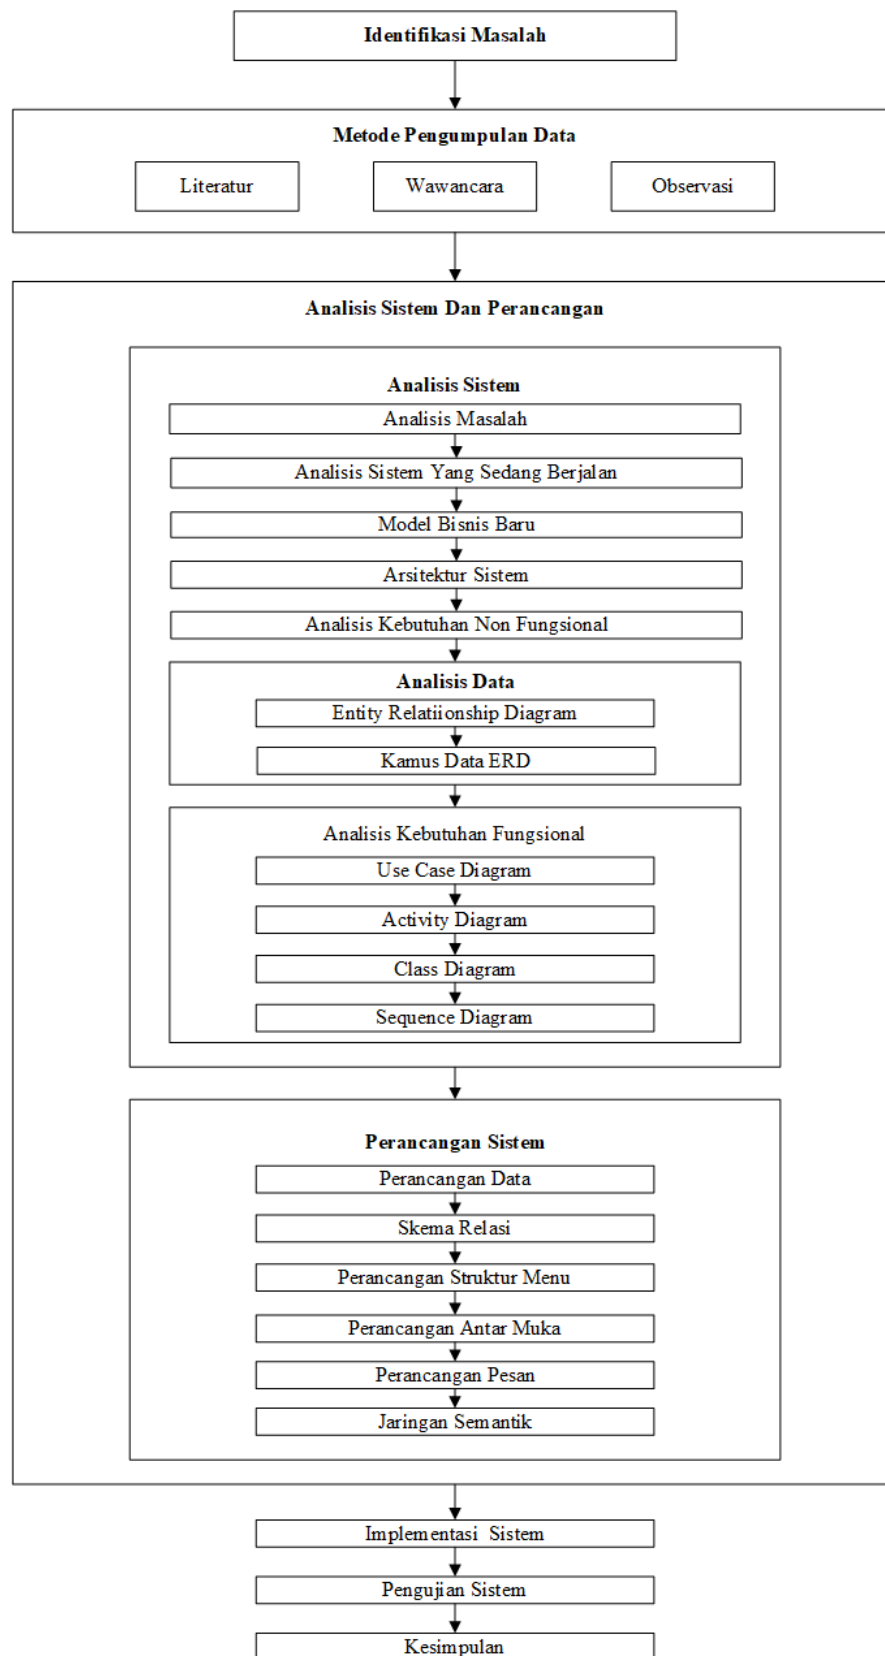 Identifikasi Masalah
Metode Pengumpulan Data
Literatur
Wawancara
Observasi
Analisis Sistem Dan Perancangan
Analisis Sistem
Analisis Masalah
Analisis Sistem Yang Sedang Berjalan
Model Bisnis Baru
Arsitektur Sistem
Analisis Kebutuhan Non Fungsional
Analisis Data
Entity Relatiionship Diagram
Kamus Data ERD
Analisis Kebutuhan Fungsional
Use Case Diagram
Activity Diagram
Class Diagram
Sequence Diagram
Perancangan Sistem
Perancangan Data
Skema Relasi
Perancangan Struktur Menu
Perancangan Antar Muka
Perancangan Pesan
Jaringan Semantik
Implementasi  Sistem
Pengujian Sistem
Kesimpulan